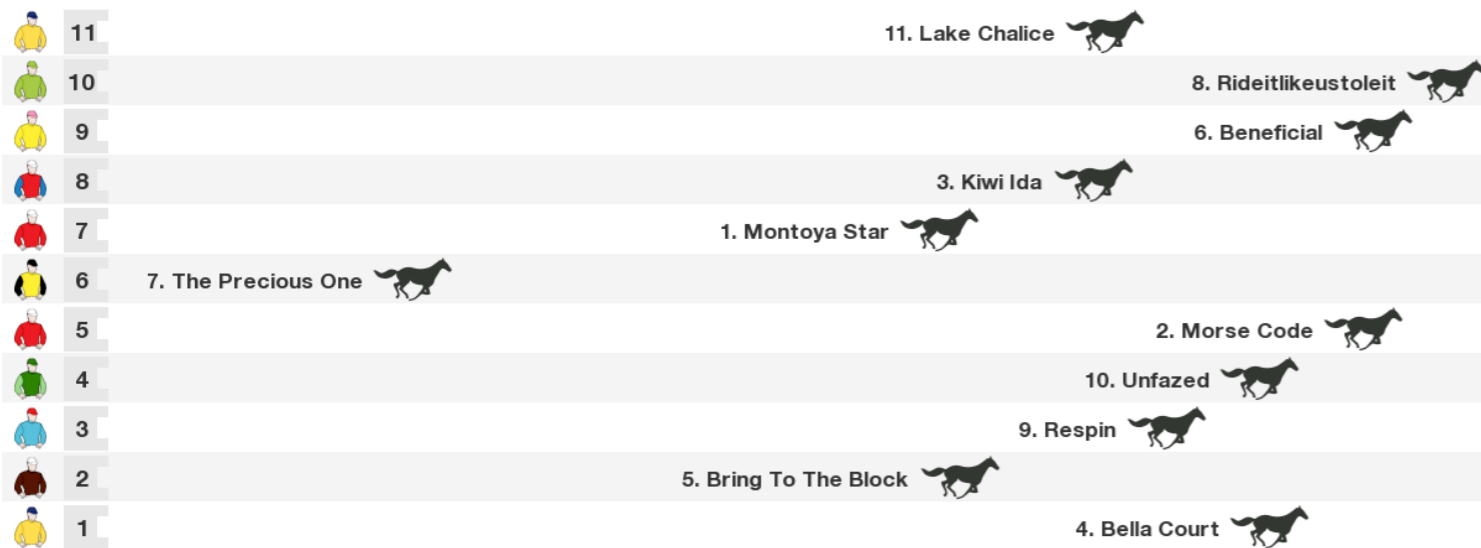 11 11. Lake Chalice
10 8. Rideitlikeustoleit
9 6. Beneficial
8 3. Kiwi Ida
7 1. Montoya Star
6 7. The Precious One
5 2. Morse Code
4 10. Unfazed
3 9. Respin
2 5. Bring To The Block
1 4. Bella Court